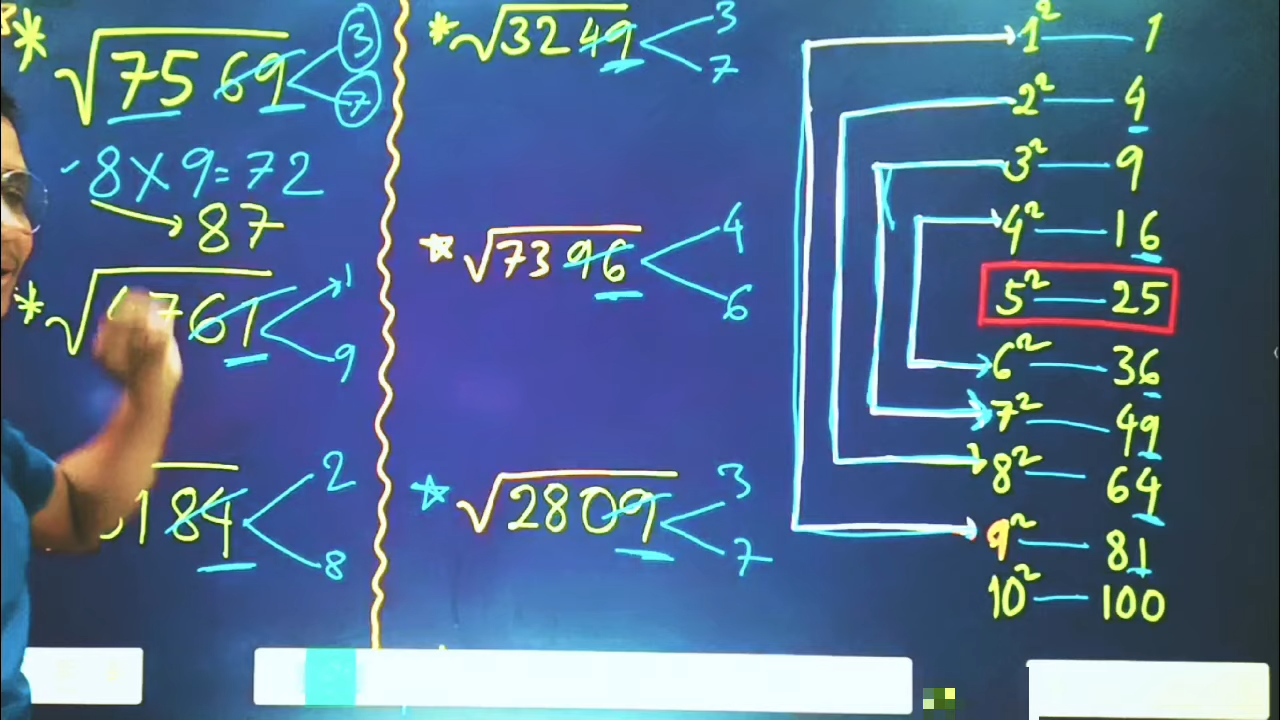 * √7569 3
7
8 X 9 = 72
87
* √6761 1
9
184 2
8
* √3249 3
7
* √7396 4
6
* √2809 3
7
1² — 1
2² — 4
3² — 9
4² — 16
5² — 25
6² — 36
7² — 49
8² — 64
9² — 81
10² — 100